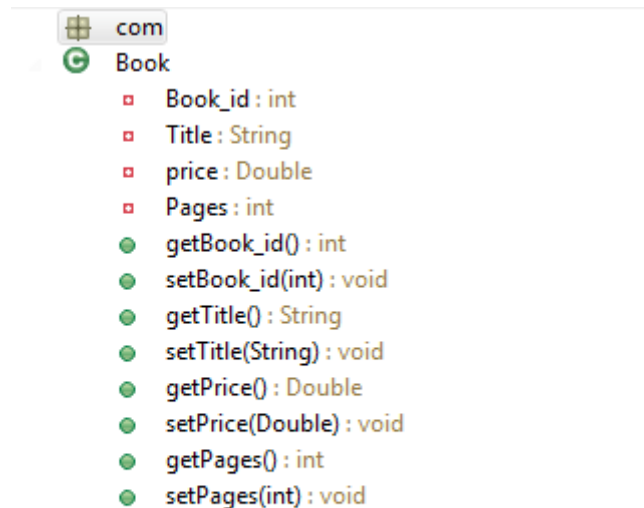 com
Book
Book_id : int
Title : String
price : Double
Pages : int
getBook_id() : int
setBook_id(int) : void
getTitle() : String
setTitle(String) : void
getPrice() : Double
setPrice(Double) : void
getPages() : int
setPages(int) : void